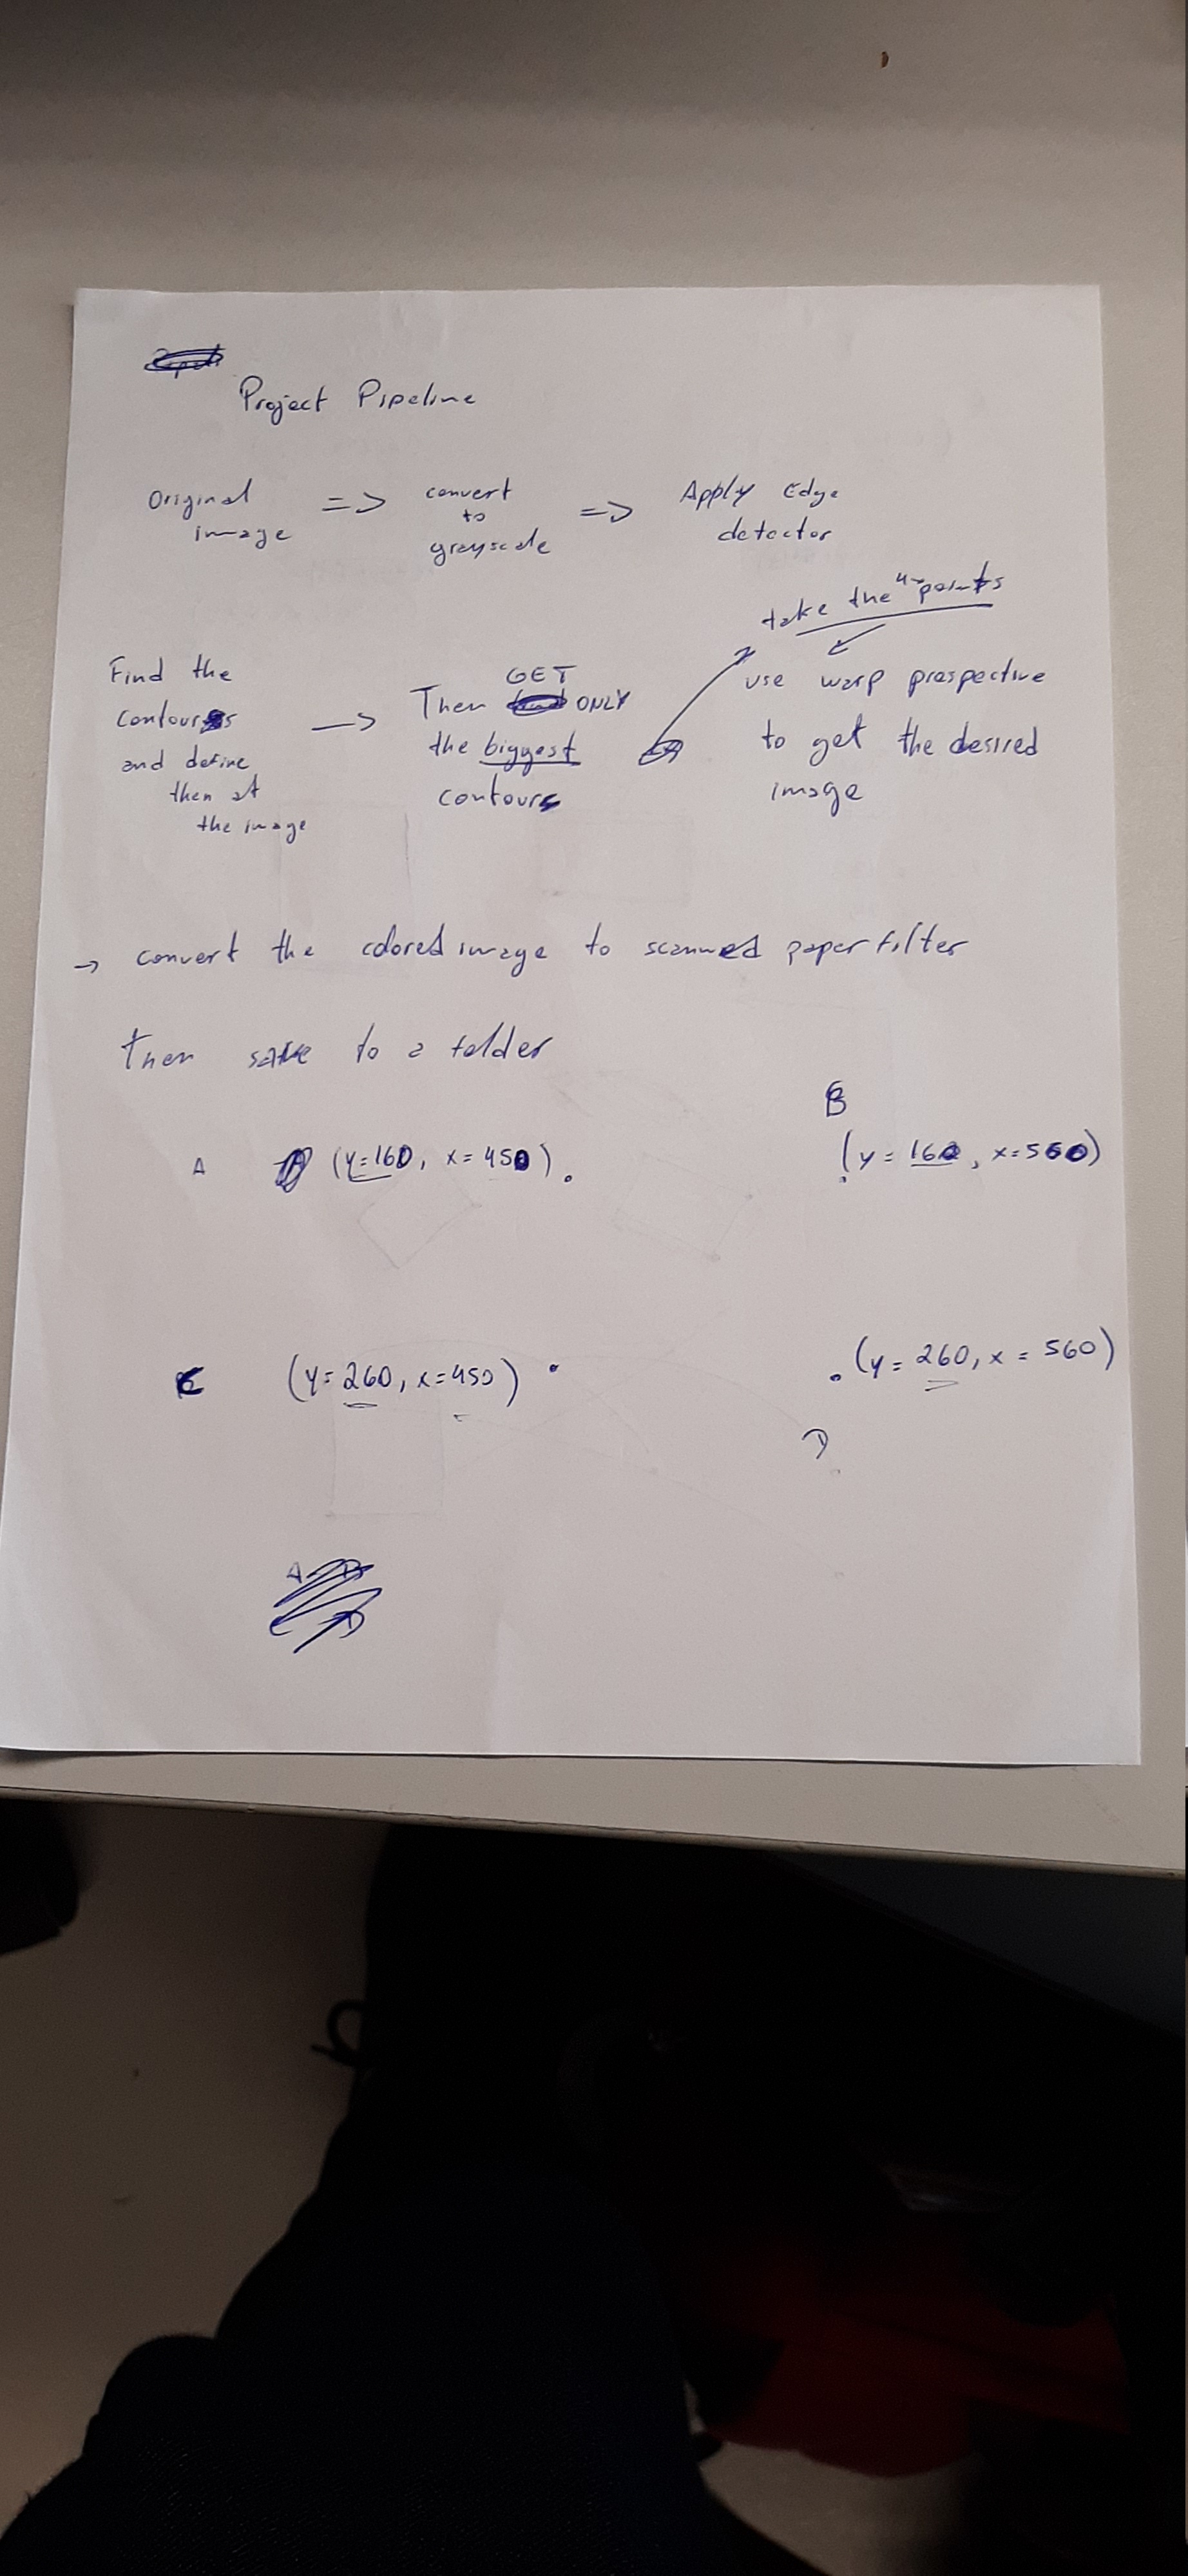 Project Pipeline
Original image => convert to grayscale => Apply Edge detector
take the 4 points
Find the contours and define then at the image -> Then GET ONLY the biggest contours
use warp prospective to get the desired image
-> convert the colored image to scanned paper filter
then save to a folder
A (y=160, x=450)
B (y=160, x=560)
C (y=260, x=450)
(y=260, x=560)
D